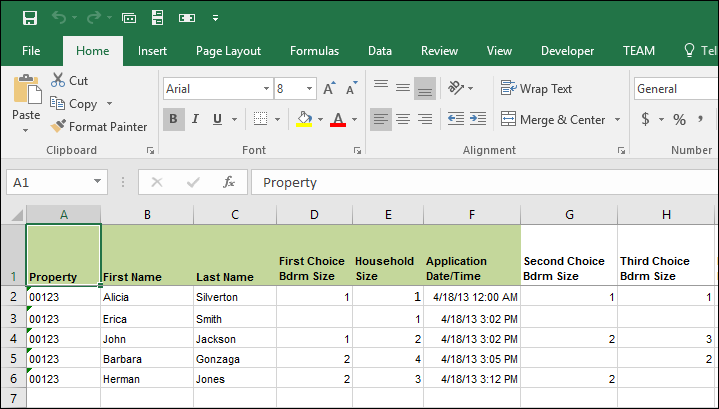 File Home Insert Page Layout Formulas Data Review View Developer TEAM Tel
Cut
Copy
Format Painter
Paste
Clipboard
Arial 8 A A
B I U A
Font
Wrap Text
Merge & Center
Alignment
General
$ % ,
Number
A1 fx Property
A B C D E F G H
1 Property First Name Last Name First Choice Bdrm Size Household Size Application Date/Time Second Choice Bdrm Size Third Choice Bdrm Size
2 00123 Alicia Silverton 1 1 4/18/13 12:00 AM 1 1
3 00123 Erica Smith 1 4/18/13 3:02 PM
4 00123 John Jackson 1 2 4/18/13 3:02 PM 2 3
5 00123 Barbara Gonzaga 2 4 4/18/13 3:05 PM 2
6 00123 Herman Jones 2 3 4/18/13 3:12 PM 2
7